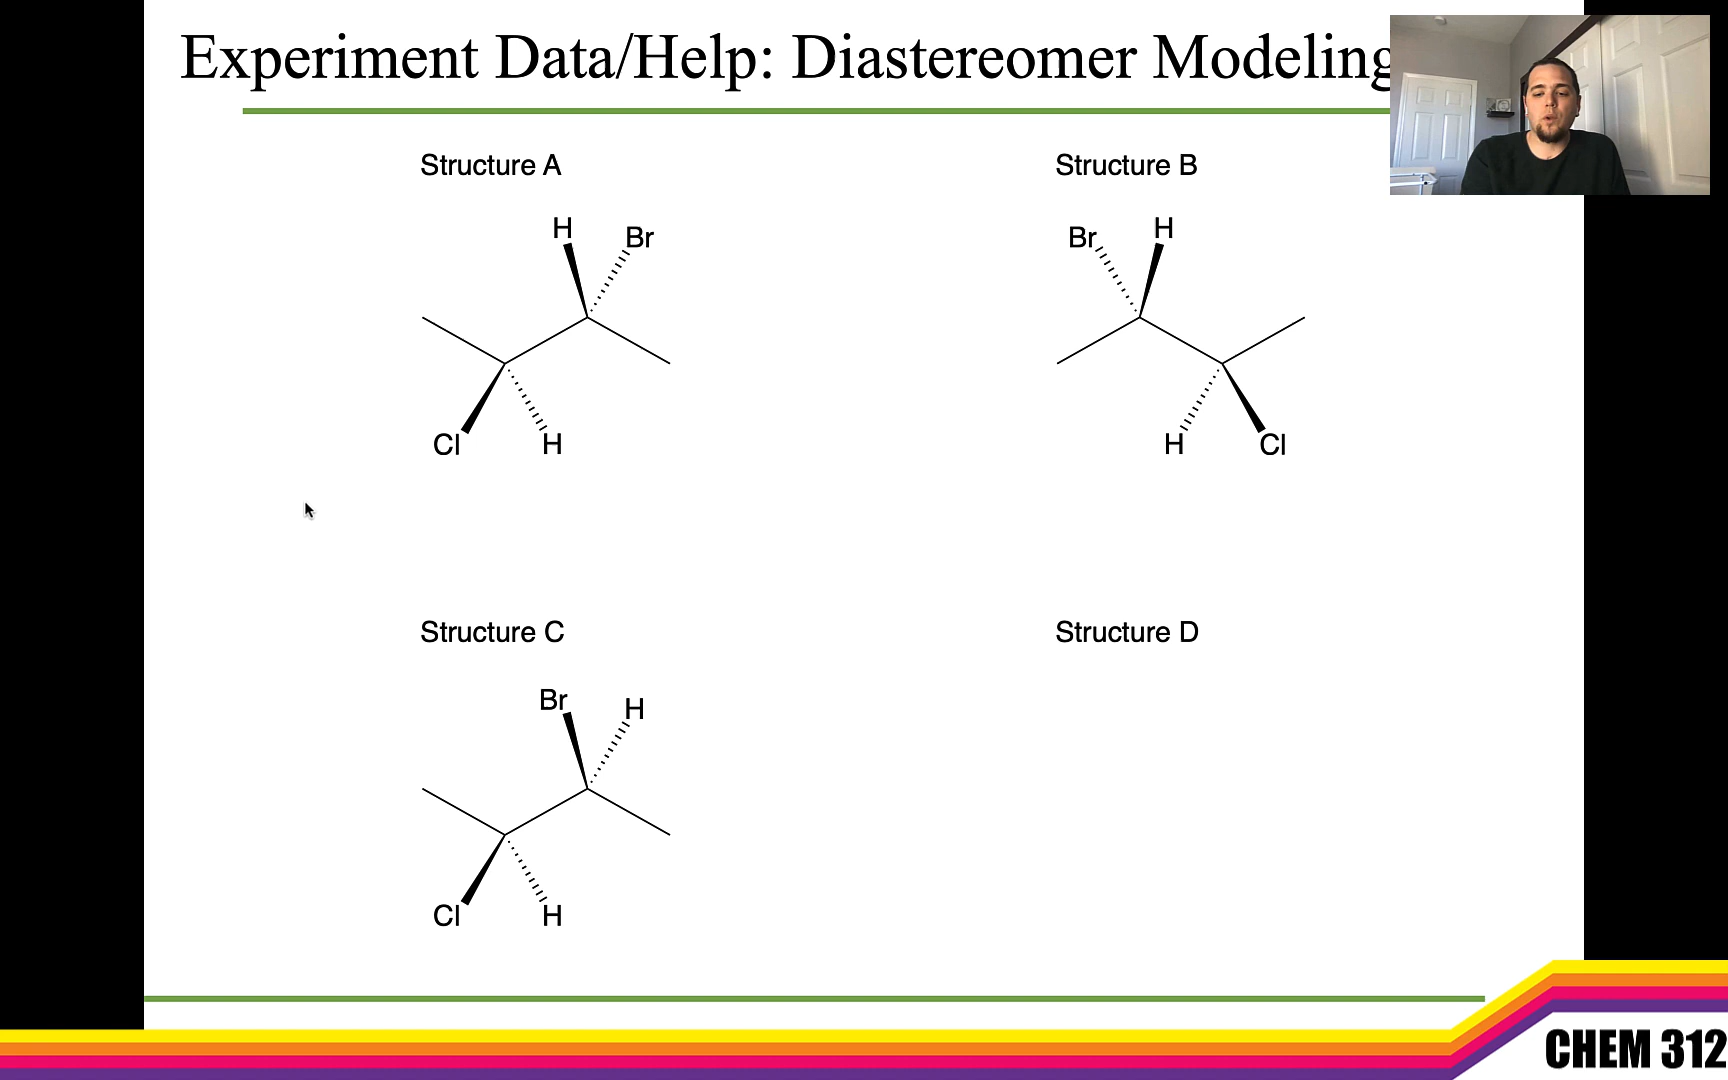 Experiment Data/Help: Diastereomer Modeling
Structure A
H
Br
Cl
H
Structure B
Br
H
H
Cl
Structure C
Br
H
Cl
H
Structure D
CHEM 312